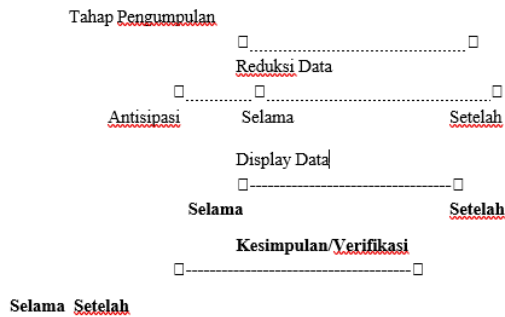 Tahap Pengumpulan
□......................................................□
Reduksi Data
□................□......................................................□
Antisipasi Selama Setelah
Display Data
□----------------------------------□
Selama Setelah
Kesimpulan/Verifikasi
□---------------------------------------□
Selama Setelah